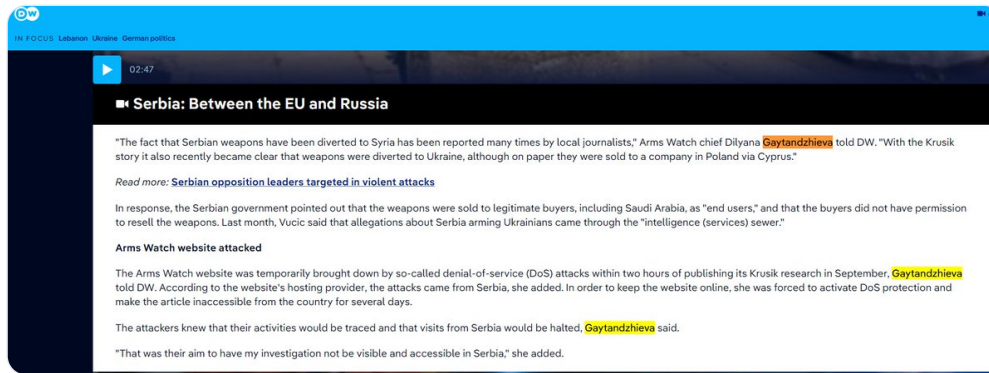 DW
IN FOCUS Lebanon Ukraine German politics
02:47
Serbia: Between the EU and Russia
"The fact that Serbian weapons have been diverted to Syria has been reported many times by local journalists," Arms Watch chief Dilyana Gaytandzhieva told DW. "With the Krusik
story it also recently became clear that weapons were diverted to Ukraine, although on paper they were sold to a company in Poland via Cyprus."
Read more: Serbian opposition leaders targeted in violent attacks
In response, the Serbian government pointed out that the weapons were sold to legitimate buyers, including Saudi Arabia, as "end users," and that the buyers did not have permission
to resell the weapons. Last month, Vucic said that allegations about Serbia arming Ukrainians came through the "intelligence (services) sewer."
Arms Watch website attacked
The Arms Watch website was temporarily brought down by so-called denial-of-service (DoS) attacks within two hours of publishing its Krusik research in September, Gaytandzhieva
told DW. According to the website's hosting provider, the attacks came from Serbia, she added. In order to keep the website online, she was forced to activate DoS protection and
make the article inaccessible from the country for several days.
The attackers knew that their activities would be traced and that visits from Serbia would be halted, Gaytandzhieva said.
"That was their aim to have my investigation not be visible and accessible in Serbia," she added.